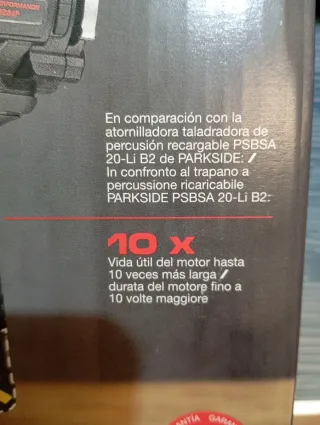 PERFORMANCE
En comparación con la
atornilladora taladradora de
percusión recargable PSBSA
20-Li B2 de PARKSIDE: /
In confronto al trapano a
percussione ricaricabile
PARKSIDE PSBSA 20-Li B2:
10 x
Vida útil del motor hasta
10 veces más larga /
durata del motore fino a
10 volte maggiore